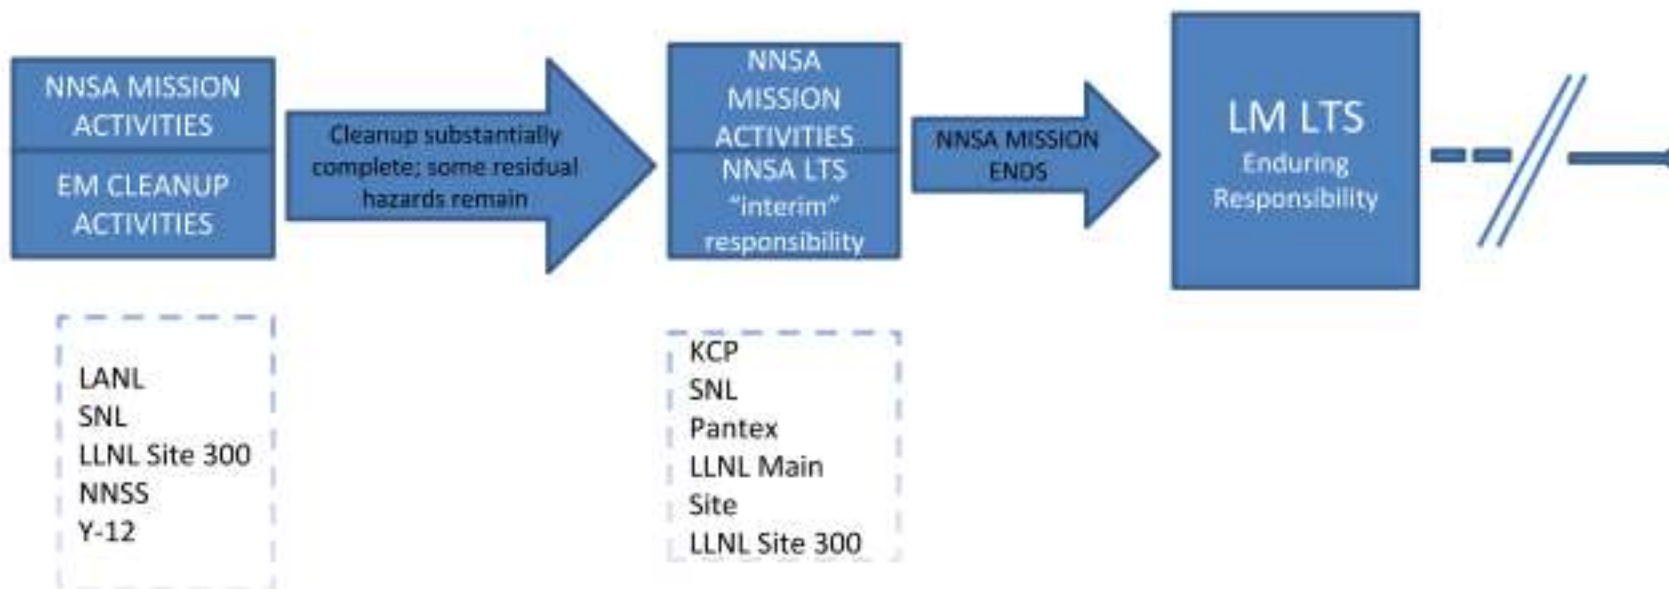 NNSA MISSION
ACTIVITIES
EM CLEANUP
ACTIVITIES
Cleanup substantially
complete; some residual
hazards remain
NNSA
MISSION
ACTIVITIES
NNSA LTS
"interim"
responsibility
NNSA MISSION
ENDS
LM LTS
Enduring
Responsibility
LANL
SNL
LLNL Site 300
NNSS
Y-12
KCP
SNL
Pantex
LLNL Main
Site
LLNL Site 300